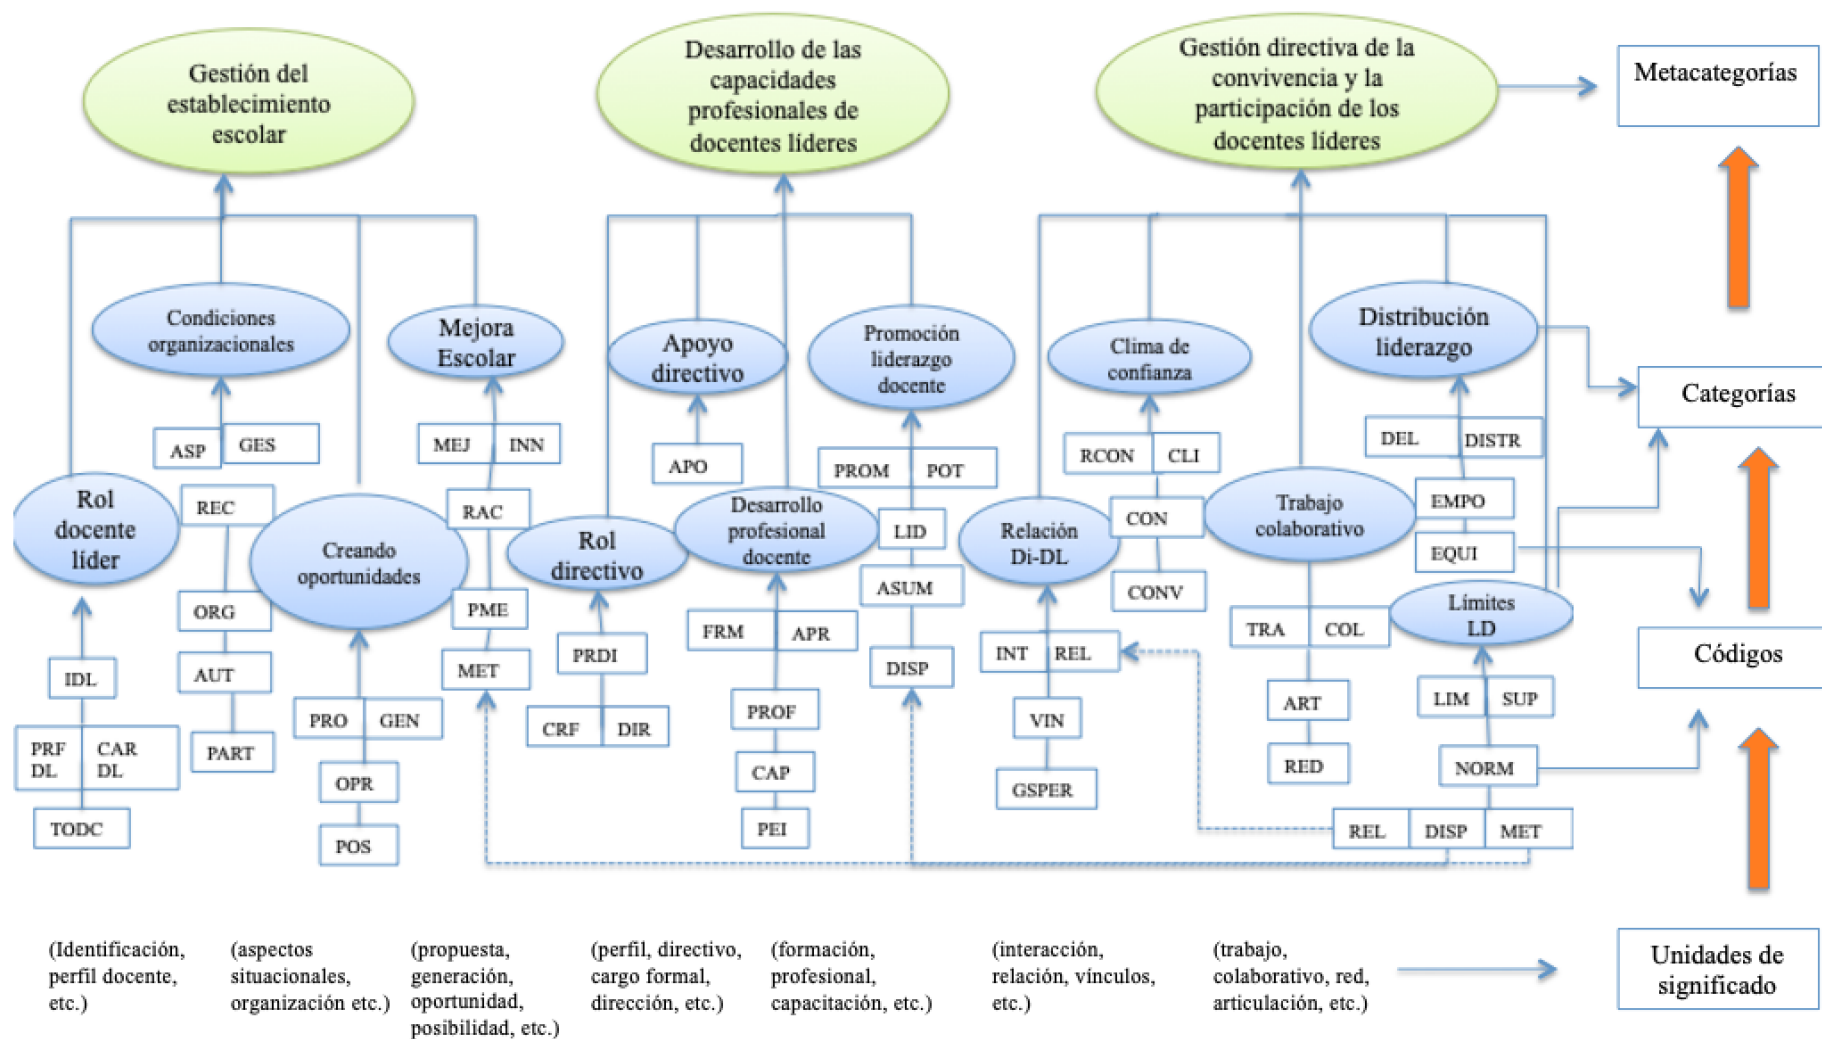 Gestión del
establecimiento
escolar
Desarrollo de las
capacidades
profesionales de
docentes líderes
Gestión directiva de la
convivencia y la
participación de los
docentes líderes
Metacategorías
Condiciones
organizacionales
Mejora
Escolar
Apoyo
directivo
Promoción
liderazgo
docente
Clima de
confianza
Distribución
liderazgo
Categorías
ASP
GES
MEJ
INN
APO
PROM
POT
RCON
CLI
DEL
DISTR
Rol
docente
líder
REC
Creando
oportunidades
RAC
Rol
directivo
Desarrollo
profesional
docente
LID
Relación
Di-DL
CON
Trabajo
colaborativo
EMPO
EQUI
ORG
PME
ASUM
CONV
Límites
LD
IDL
AUT
MET
PRDI
FRM
APR
DISP
INT
REL
TRA
COL
Códigos
PRF
DL
CAR
DL
PART
PRO
GEN
CRF
DIR
PROF
VIN
ART
LIM
SUP
TODC
OPR
CAP
GSPER
RED
NORM
POS
PEI
REL
DISP
MET
(Identificación,
perfil docente,
etc.)
(aspectos
situacionales,
organización etc.)
(propuesta,
generación,
oportunidad,
posibilidad, etc.)
(perfil, directivo,
cargo formal,
dirección, etc.)
(formación,
profesional,
capacitación, etc.)
(interacción,
relación, vínculos,
etc.)
(trabajo,
colaborativo, red,
articulación, etc.)
Unidades de
significado